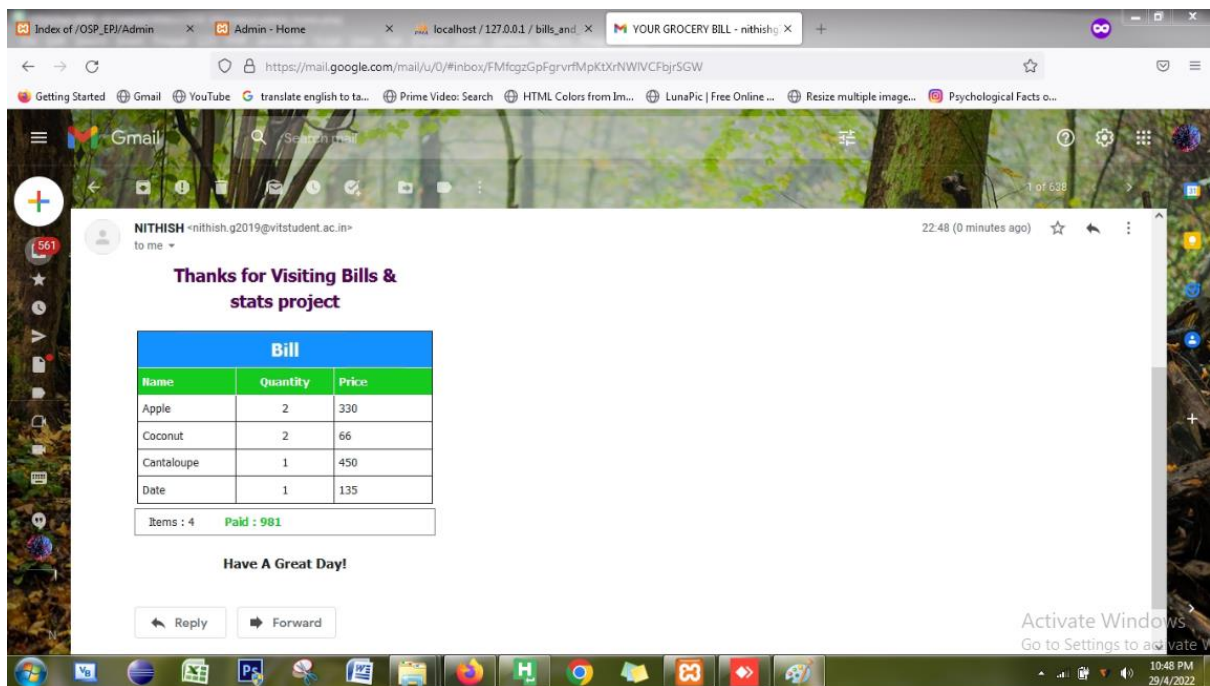 Index of /OSP_EPJ/Admin
Admin - Home
localhost / 127.0.0.1 / bills_and_
YOUR GROCERY BILL - nithishg
https://mail.google.com/mail/u/0/#inbox/FMfcgzGpFgrvrfMpKtXrNWlVCFbjrSGW
Getting Started Gmail YouTube translate english to ta... Prime Video: Search HTML Colors from Im... LunaPic | Free Online ... Resize multiple image... Psychological Facts o...
Gmail
Search mail
1 of 638
561
NITHISH <nithish.g2019@vitstudent.ac.in>
22:48 (0 minutes ago)
to me
Thanks for Visiting Bills &
stats project
Bill
Name Quantity Price
Apple 2 330
Coconut 2 66
Cantaloupe 1 450
Date 1 135
Items : 4 Paid : 981
Have A Great Day!
Reply Forward
Activate Windows
Go to Settings to activate W
10:48 PM
29/4/2022